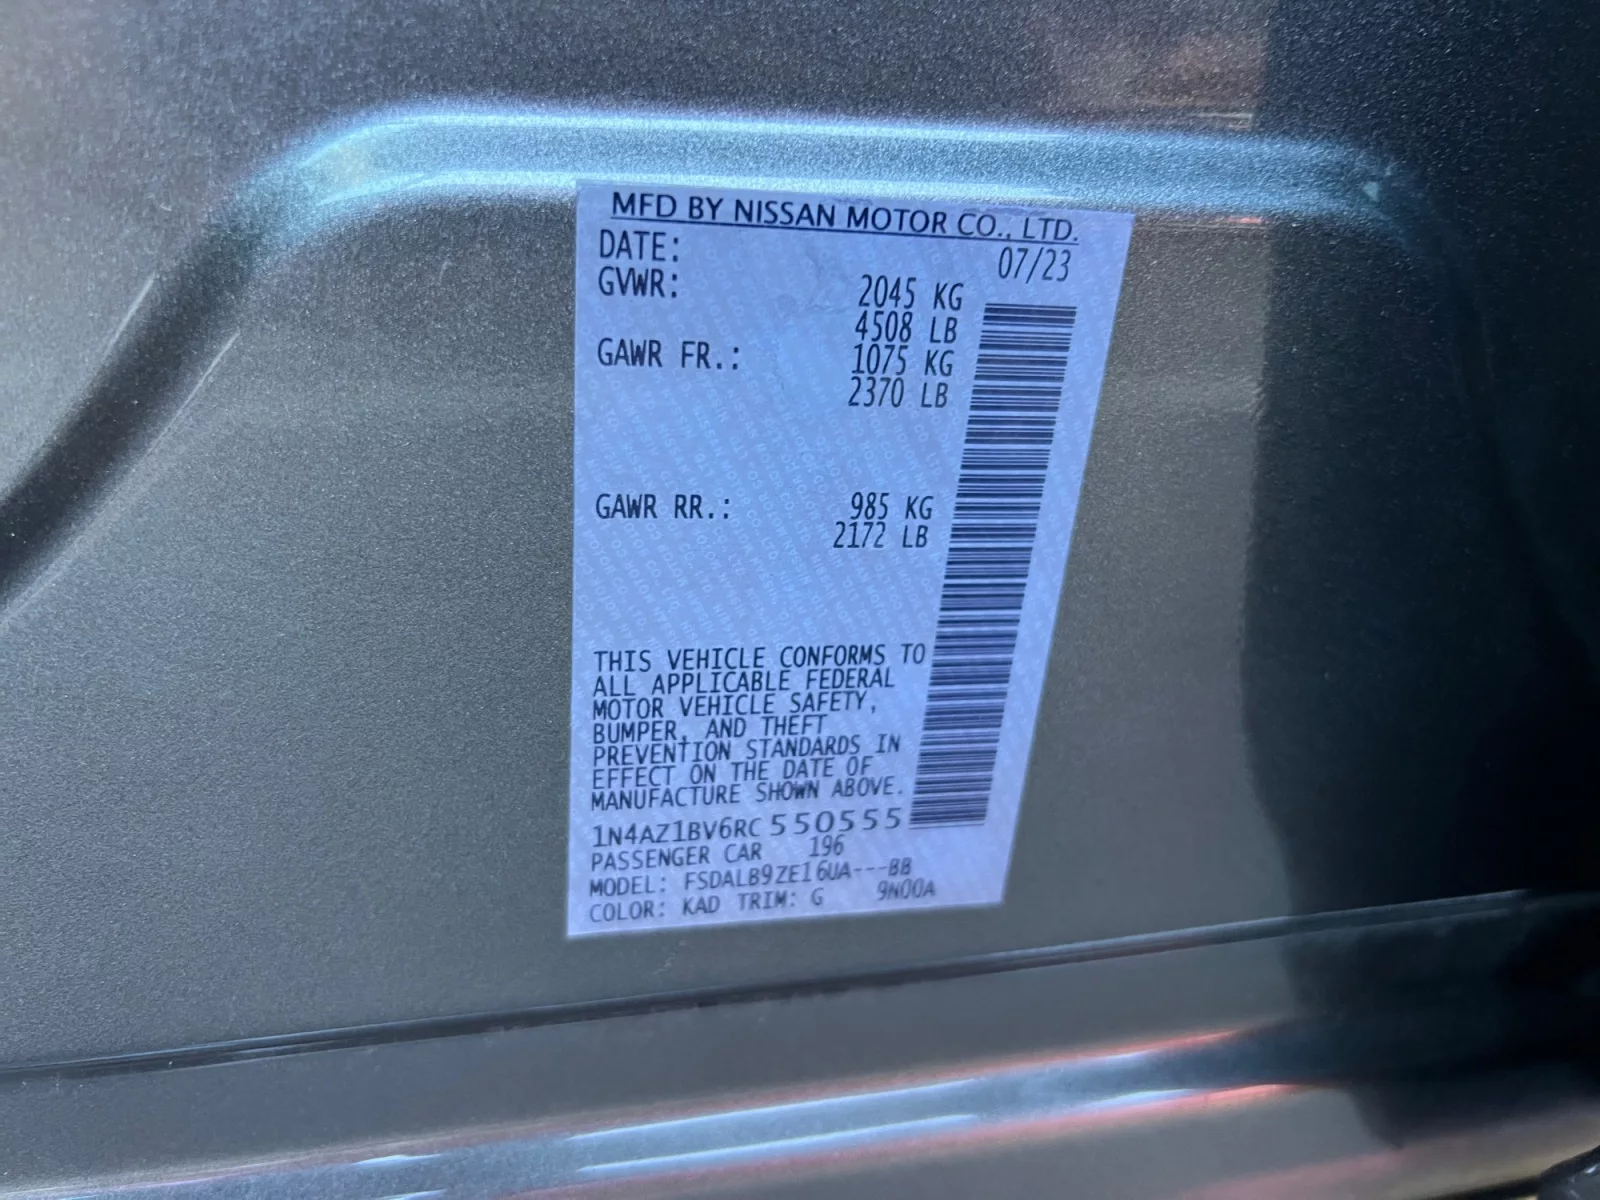 MFD BY NISSAN MOTOR CO., LTD.
DATE: 07/23
GVWR: 2045 KG
4508 LB
GAWR FR.: 1075 KG
2370 LB
GAWR RR.: 985 KG
2172 LB
THIS VEHICLE CONFORMS TO
ALL APPLICABLE FEDERAL
MOTOR VEHICLE SAFETY,
BUMPER, AND THEFT
PREVENTION STANDARDS IN
EFFECT ON THE DATE OF
MANUFACTURE SHOWN ABOVE.
1N4AZ1BV6RC550555
PASSENGER CAR 196
MODEL: FSDALB9ZE16UA---BB
COLOR: KAD TRIM: G 9N00A